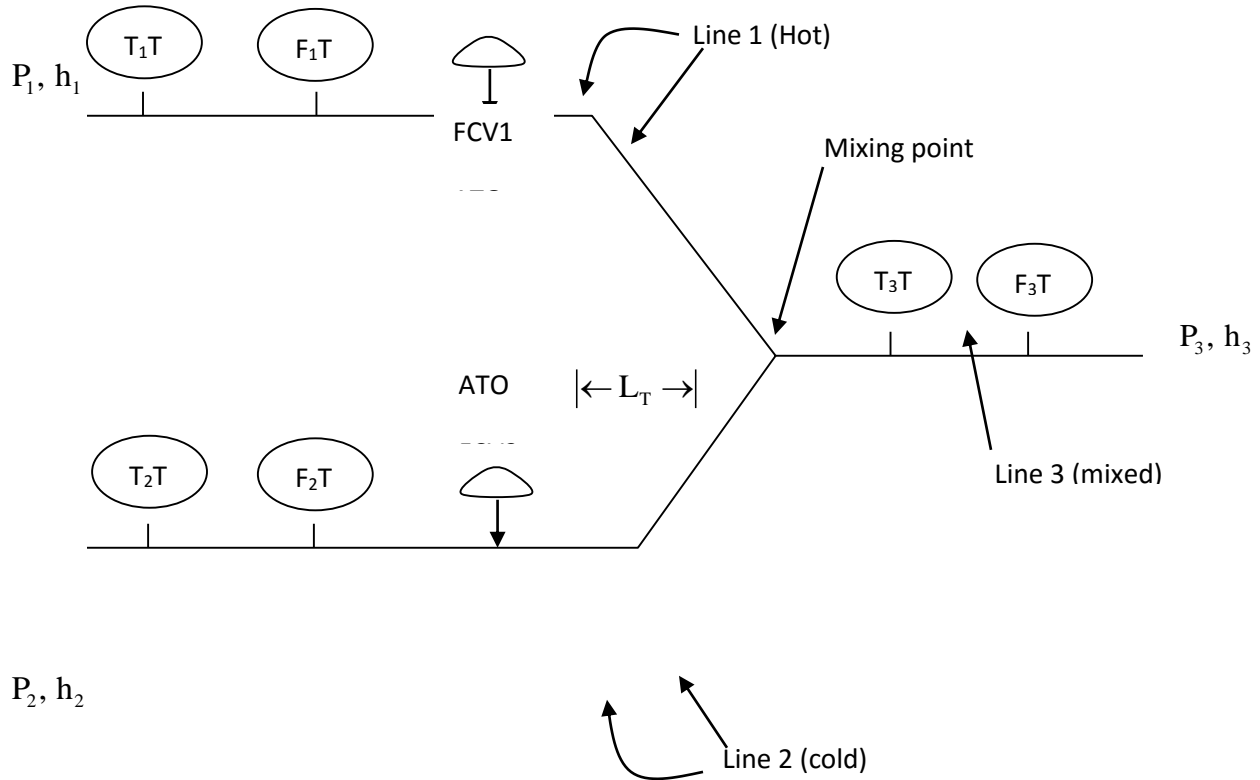 T₁T
F₁T
Line 1 (Hot)
P₁, h₁
FCV1
Mixing point
T₃T
F₃T
P₃, h₃
ATO
|← L_T →|
T₂T
F₂T
Line 3 (mixed)
P₂, h₂
Line 2 (cold)